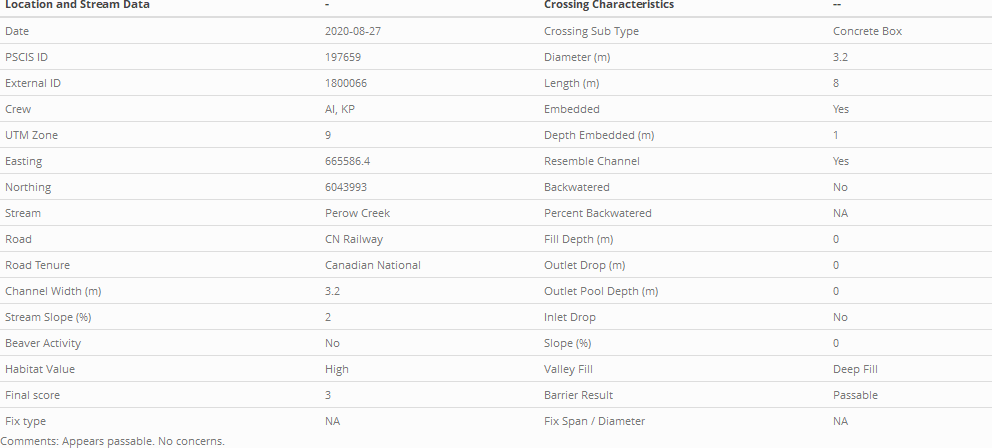 Location and Stream Data - Crossing Characteristics --
Date 2020-08-27 Crossing Sub Type Concrete Box
PSCIS ID 197659 Diameter (m) 3.2
External ID 1800066 Length (m) 8
Crew AI, KP Embedded Yes
UTM Zone 9 Depth Embedded (m) 1
Easting 665586.4 Resemble Channel Yes
Northing 6043993 Backwatered No
Stream Perow Creek Percent Backwatered NA
Road CN Railway Fill Depth (m) 0
Road Tenure Canadian National Outlet Drop (m) 0
Channel Width (m) 3.2 Outlet Pool Depth (m) 0
Stream Slope (%) 2 Inlet Drop No
Beaver Activity No Slope (%) 0
Habitat Value High Valley Fill Deep Fill
Final score 3 Barrier Result Passable
Fix type NA Fix Span / Diameter NA
Comments: Appears passable. No concerns.